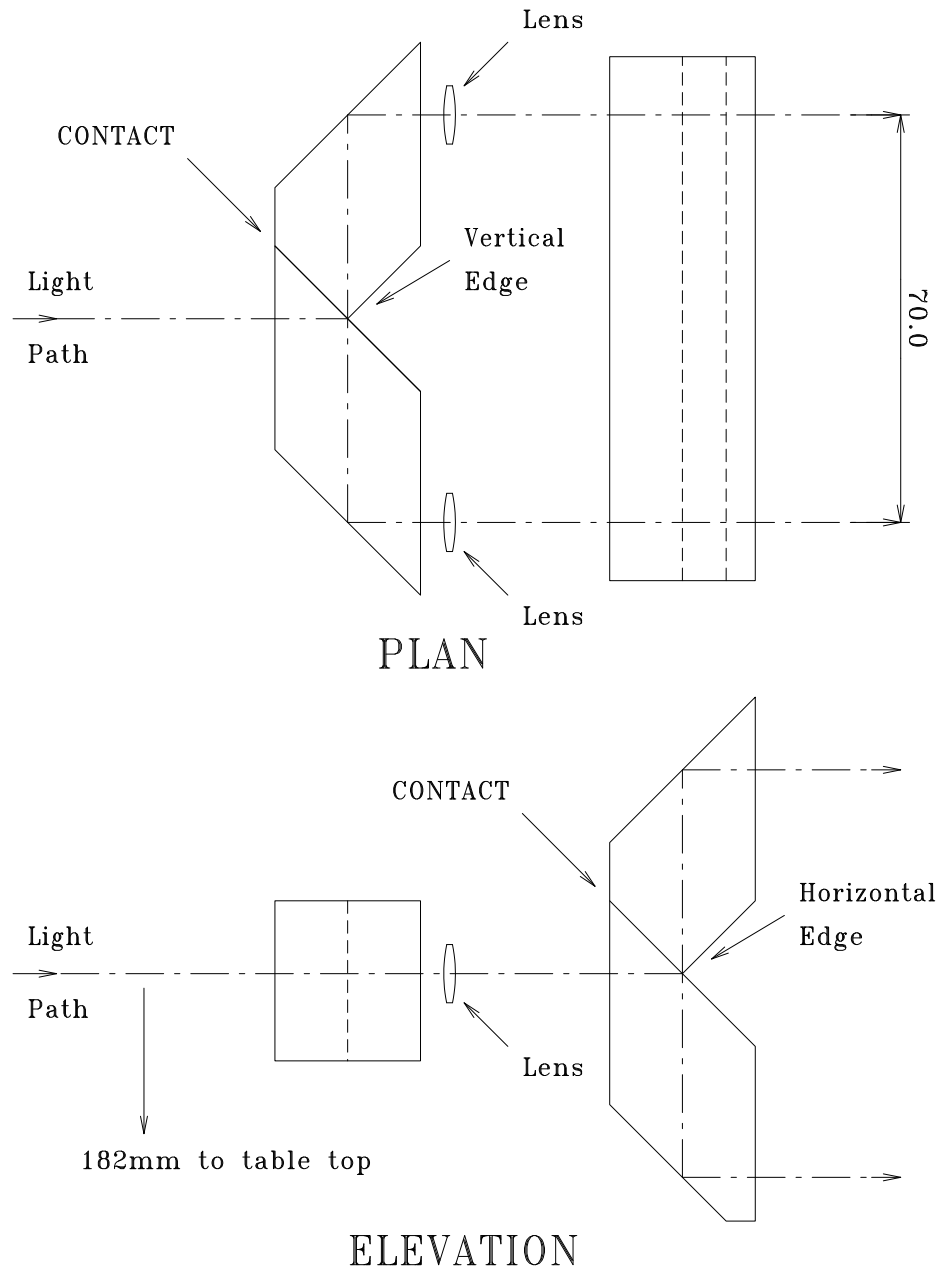 Lens
CONTACT
Vertical
Edge
Light
Path
70.0
Lens
PLAN
CONTACT
Horizontal
Edge
Light
Path
Lens
182mm to table top
ELEVATION